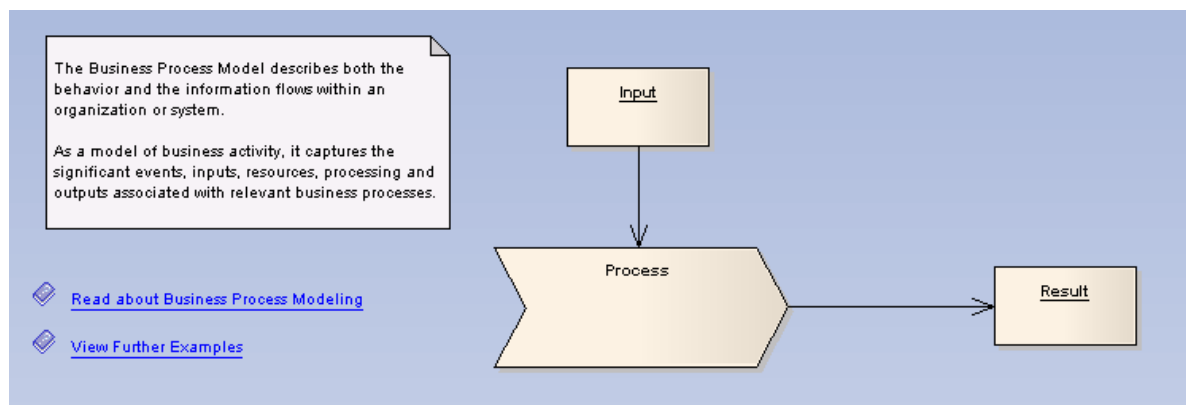 The Business Process Model describes both the
behavior and the information flows within an
organization or system.
As a model of business activity, it captures the
significant events, inputs, resources, processing and
outputs associated with relevant business processes.
Read about Business Process Modeling
View Further Examples
Input
Process
Result